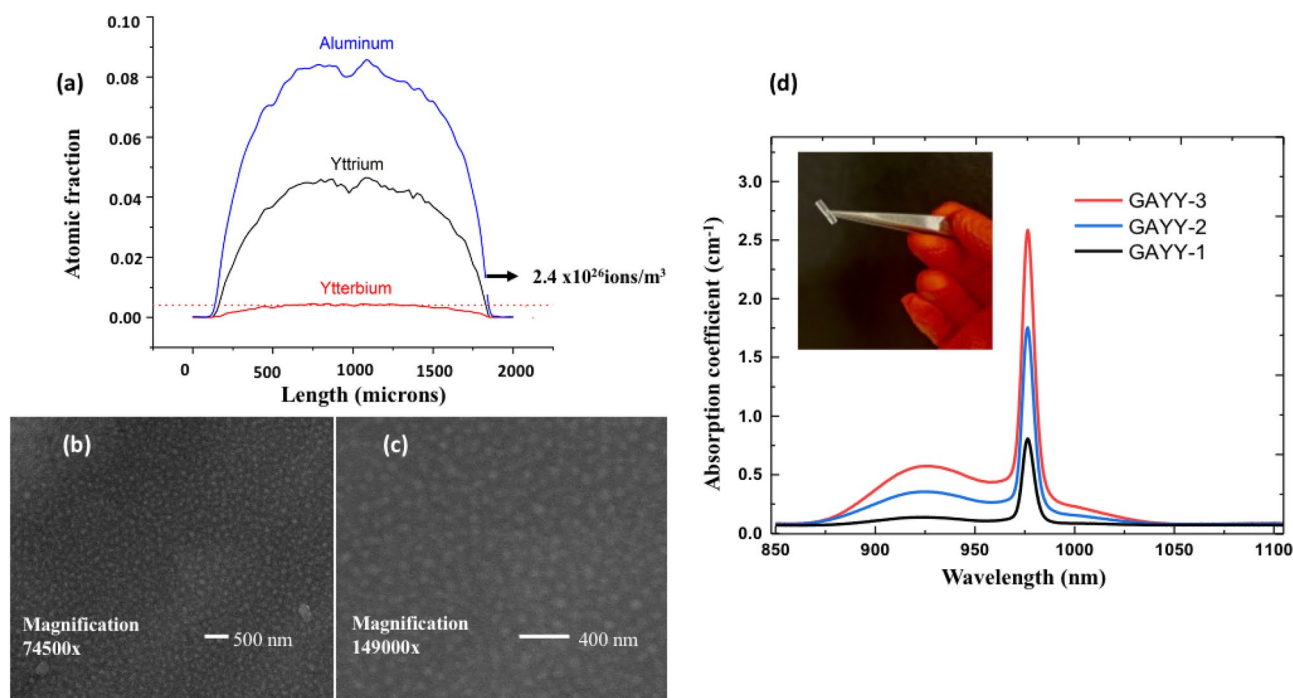 (a)
Atomic fraction
0.10
0.08
0.06
0.04
0.02
0.00
Aluminum
Yttrium
Ytterbium
2.4 x10²⁶ions/m³
0
500
1000
1500
2000
Length (microns)
(b)
Magnification
74500x
500 nm
(c)
Magnification
149000x
400 nm
(d)
Absorption coefficient (cm⁻¹)
3.0
2.5
2.0
1.5
1.0
0.5
0.0
GAYY-3
GAYY-2
GAYY-1
850
900
950
1000
1050
1100
Wavelength (nm)